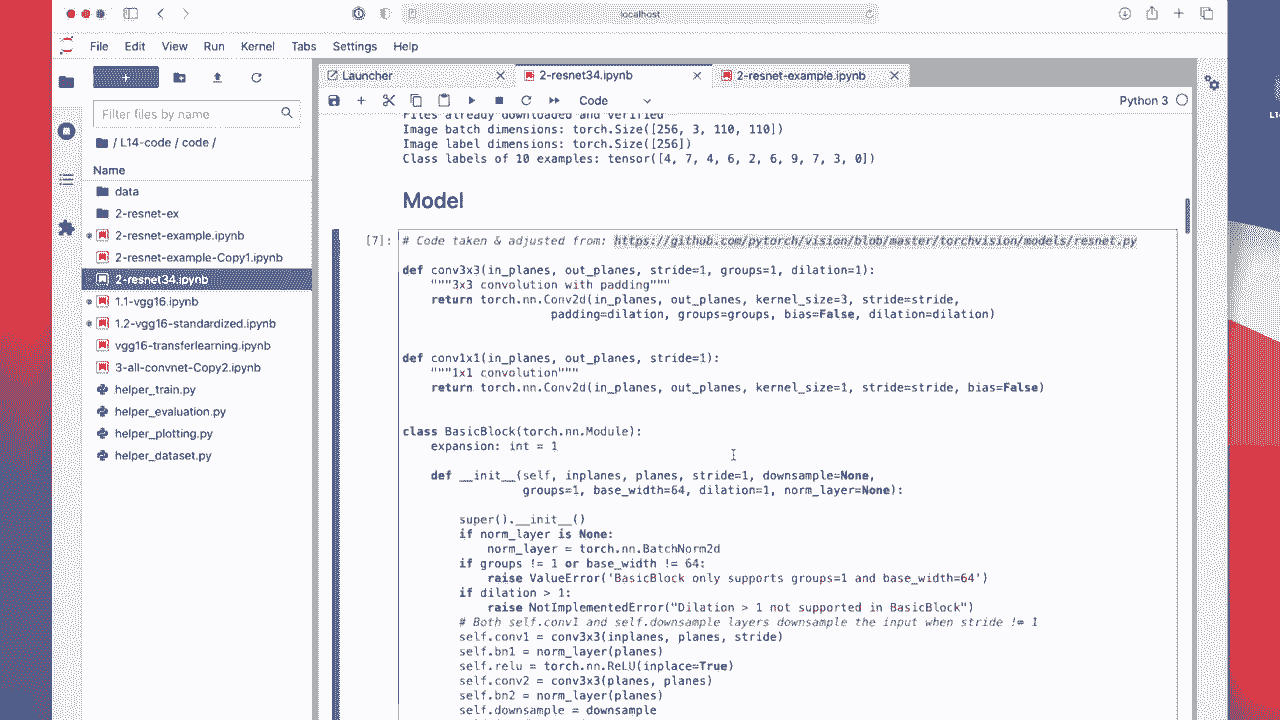 localhost
File Edit View Run Kernel Tabs Settings Help
Launcher
2-resnet34.ipynb
2-resnet-example.ipynb
Code
Python 3
Filter files by name
/ L14-code / code /
Name
data
2-resnet-ex
2-resnet-example.ipynb
2-resnet-example-Copy1.ipynb
2-resnet34.ipynb
1.1-vgg16.ipynb
1.2-vgg16-standardized.ipynb
vgg16-transferlearning.ipynb
3-all-convnet-Copy2.ipynb
helper_train.py
helper_evaluation.py
helper_plotting.py
helper_dataset.py
Files already downloaded and verified
Image batch dimensions: torch.Size([256, 3, 110, 110])
Image label dimensions: torch.Size([256])
Class labels of 10 examples: tensor([4, 7, 4, 6, 2, 6, 9, 7, 3, 0])
Model
[7]:
# Code taken & adjusted from: https://github.com/pytorch/vision/blob/master/torchvision/models/resnet.py
def conv3x3(in_planes, out_planes, stride=1, groups=1, dilation=1):
"""3x3 convolution with padding"""
return torch.nn.Conv2d(in_planes, out_planes, kernel_size=3, stride=stride,
padding=dilation, groups=groups, bias=False, dilation=dilation)
def conv1x1(in_planes, out_planes, stride=1):
"""1x1 convolution"""
return torch.nn.Conv2d(in_planes, out_planes, kernel_size=1, stride=stride, bias=False)
class BasicBlock(torch.nn.Module):
expansion: int = 1
def __init__(self, inplanes, planes, stride=1, downsample=None,
groups=1, base_width=64, dilation=1, norm_layer=None):
super().__init__()
if norm_layer is None:
norm_layer = torch.nn.BatchNorm2d
if groups != 1 or base_width != 64:
raise ValueError('BasicBlock only supports groups=1 and base_width=64')
if dilation > 1:
raise NotImplementedError("Dilation > 1 not supported in BasicBlock")
# Both self.conv1 and self.downsample layers downsample the input when stride != 1
self.conv1 = conv3x3(inplanes, planes, stride)
self.bn1 = norm_layer(planes)
self.relu = torch.nn.ReLU(inplace=True)
self.conv2 = conv3x3(planes, planes)
self.bn2 = norm_layer(planes)
self.downsample = downsample